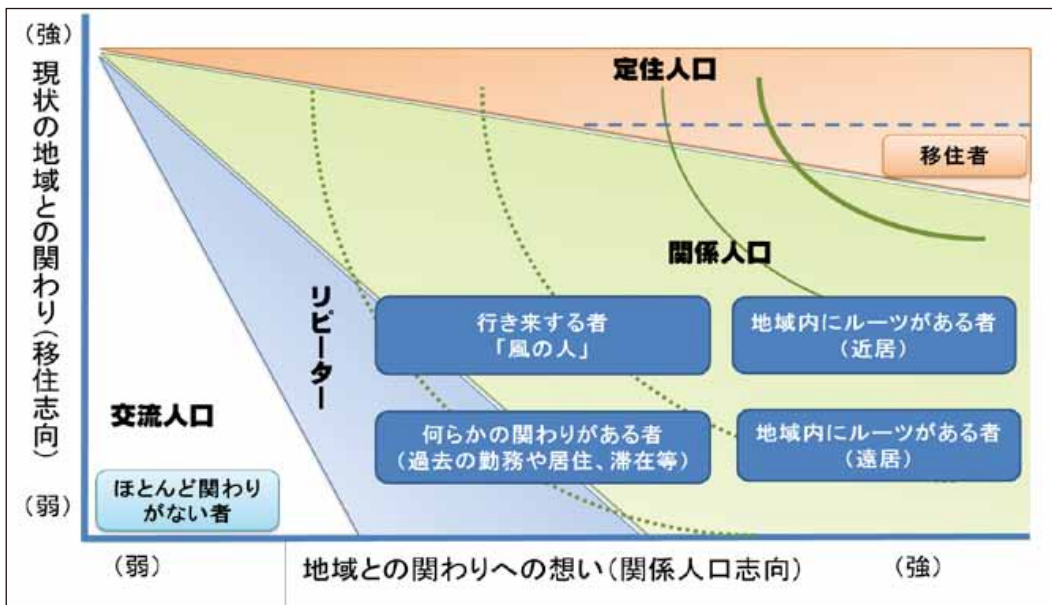 （強）
現状の地域との関わり（移住志向）
（弱）
定住人口
移住者
関係人口
リピーター
行き来する者
「風の人」
地域内にルーツがある者
（近居）
交流人口
何らかの関わりがある者
（過去の勤務や居住、滞在等）
地域内にルーツがある者
（遠居）
ほとんど関わり
がない者
（弱）
地域との関わりへの想い（関係人口志向）
（強）